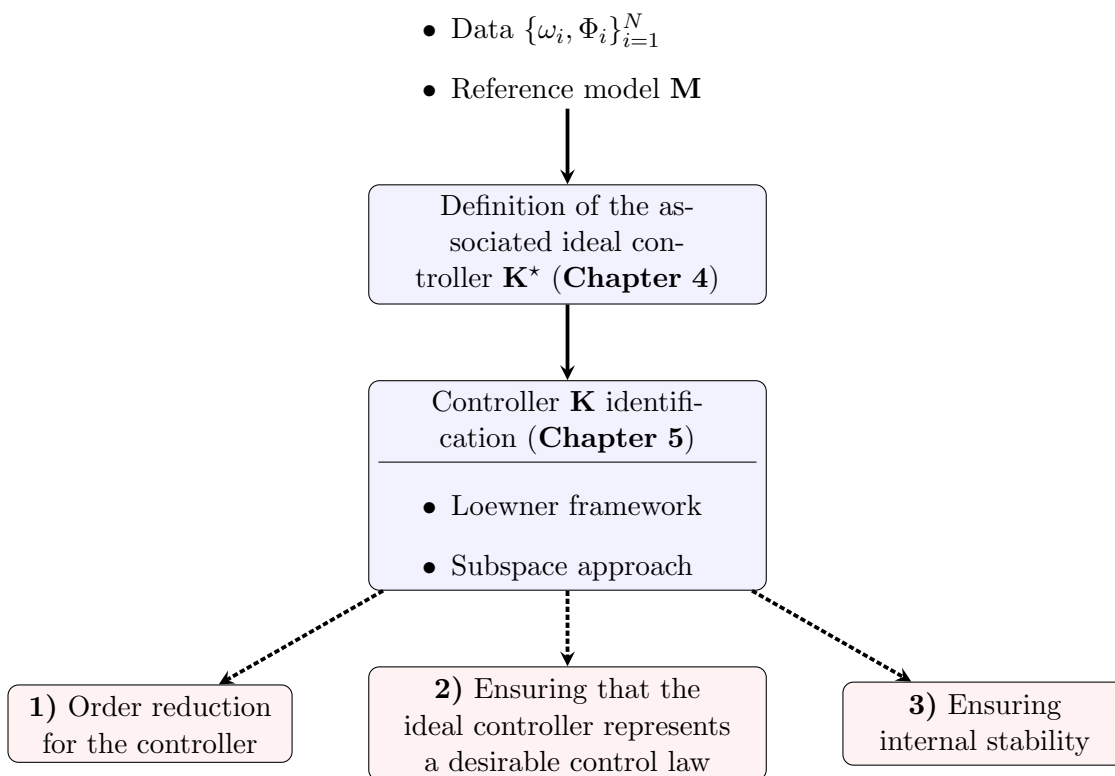 • Data {ωᵢ, Φᵢ}ᵢ₌₁ᴺ
• Reference model M
Definition of the as-
sociated ideal con-
troller K⋆ (Chapter 4)
Controller K identifi-
cation (Chapter 5)
• Loewner framework
• Subspace approach
1) Order reduction
for the controller
2) Ensuring that the
ideal controller represents
a desirable control law
3) Ensuring
internal stability